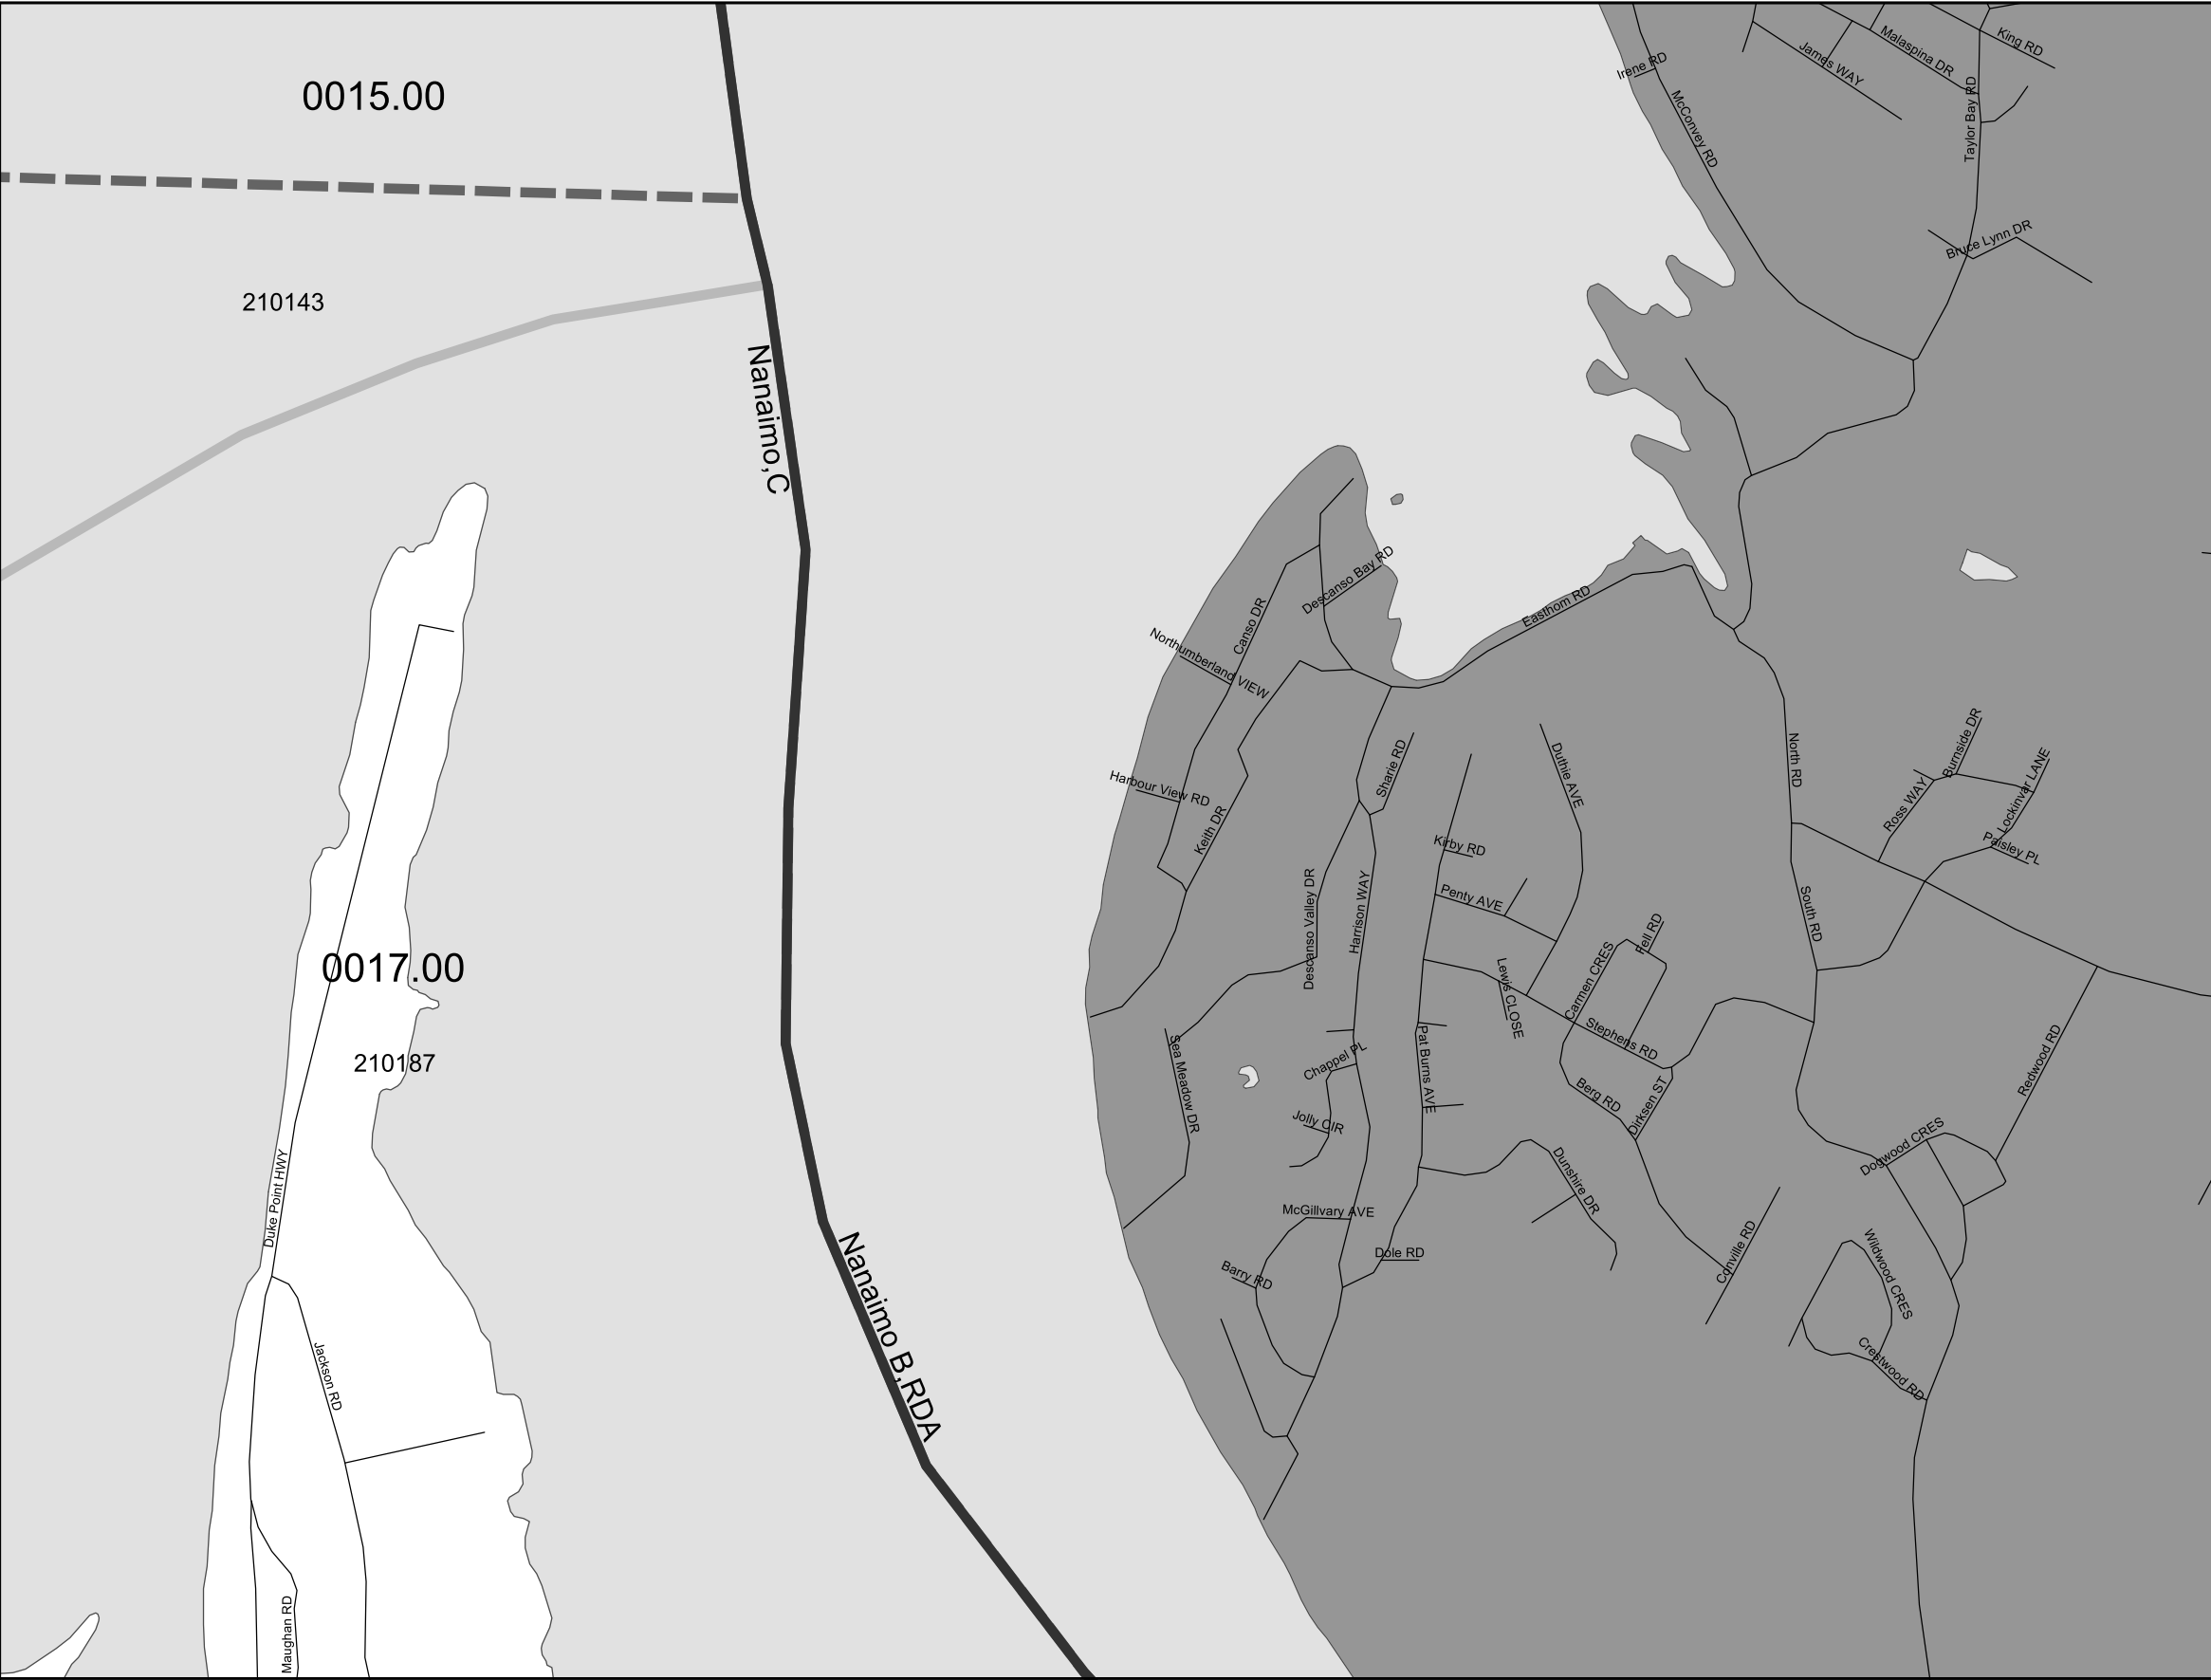 0015.00
210143
Nanaimo,C
0017.00
210187
Duke Point HWY
Jackson RD
Maughan RD
Nanaimo B,RDA
Irene RD
James WAY
Malaspina DR
King RD
McConvey RD
Taylor Bay RD
Bruce Lynn DR
Descanso Bay RD
Canso DR
Northumberland VIEW
Easthom RD
Harbour View RD
Keith DR
Sharie RD
Duthie AVE
North RD
Burnside DR
Ross WAY
Lockinvar LANE
Paisley PL
Kirby RD
Penty AVE
Descanso Valley DR
Harrison WAY
Lewis CLOSE
Carmen CRES
Fell RD
South RD
Stephens RD
Sea Meadow DR
Chappel PL
Jolly CIR
Pat Burns AVE
Berg RD
Dirksen ST
Redwood RD
Dogwood CRES
Dunshire DR
McGillvary AVE
Dole RD
Barry RD
Conville RD
Wildwood CRES
Crestwood RD